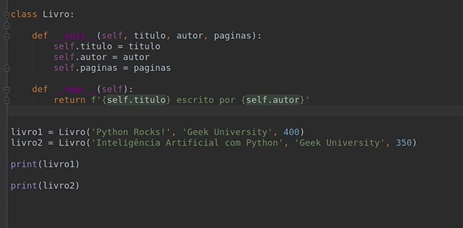 class Livro:
def (self, titulo, autor, paginas):
self.titulo = titulo
self.autor = autor
self.paginas = paginas
def (self):
return f'{self.titulo} escrito por {self.autor}'
livro1 = Livro('Python Rocks!', 'Geek University', 400)
livro2 = Livro('Inteligência Artificial com Python', 'Geek University', 350)
print(livro1)
print(livro2)